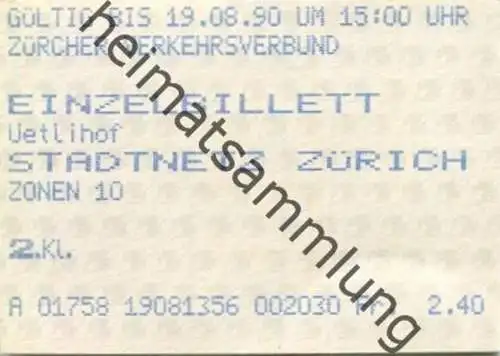 GÜLTIG BIS 19.08.90 UM 15:00 UHR
ZÜRCHER VERKEHRSVERBUND
EINZELBILLETT
Uetlihof
STADTNETZ ZÜRICH
ZONEN 10
2.Kl.
A 01758 19081356 002030 Fr 2.40
heimatsammlung